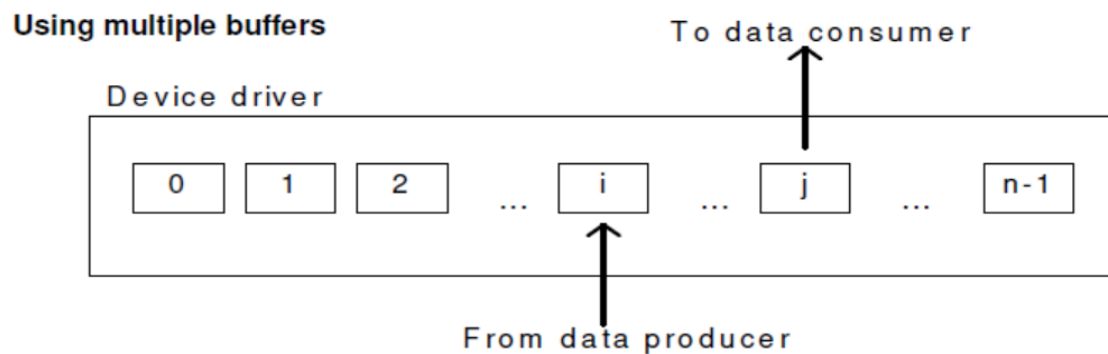 Using multiple buffers
To data consumer
Device driver
0 1 2 ... i ... j ... n-1
From data producer